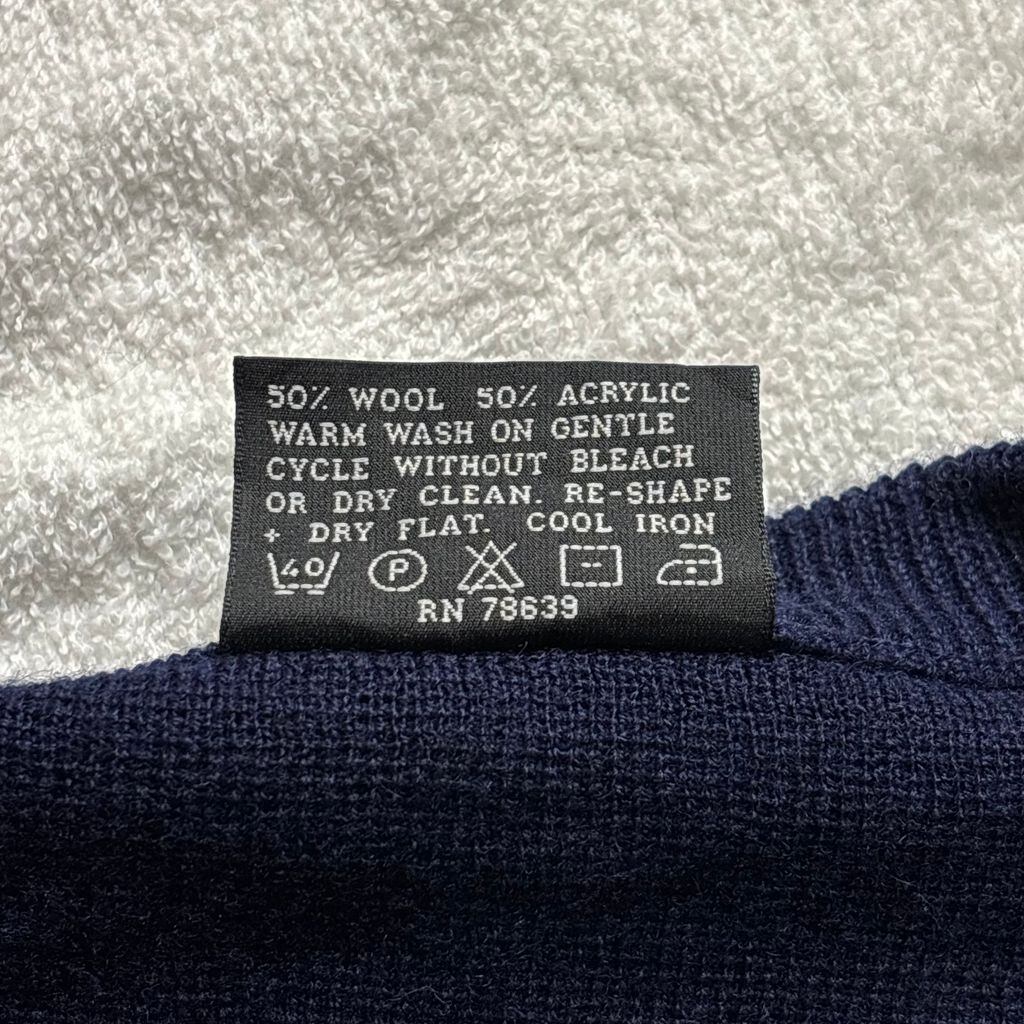 50% WOOL 50% ACRYLIC
WARM WASH ON GENTLE
CYCLE WITHOUT BLEACH
OR DRY CLEAN. RE-SHAPE
+ DRY FLAT. COOL IRON
40 P
RN 78639